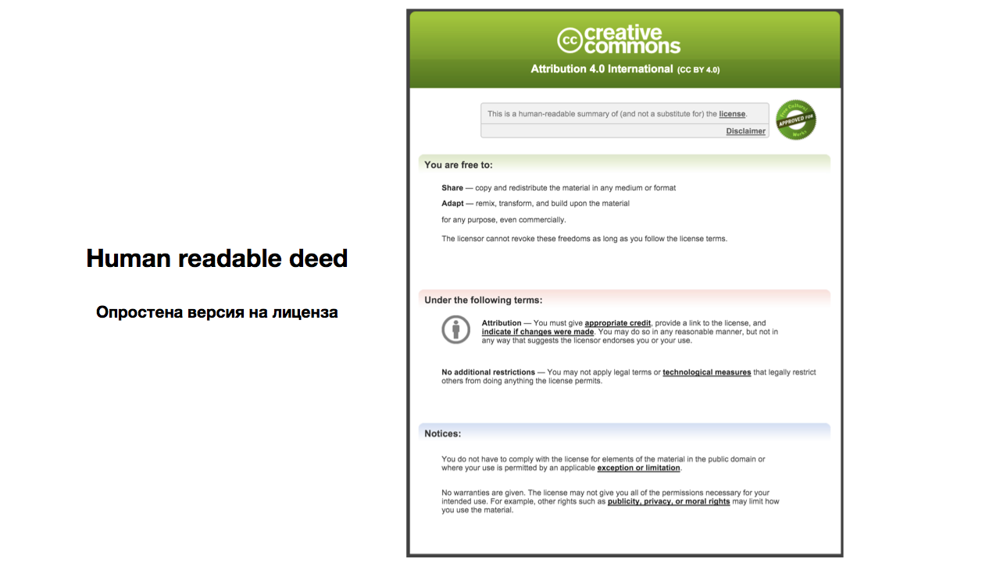 Human readable deed
Опростена версия на лиценза
cc creative
commons
Attribution 4.0 International (CC BY 4.0)
This is a human-readable summary of (and not a substitute for) the license.
Disclaimer
Free Cultural
APPROVED FOR
Works
You are free to:
Share — copy and redistribute the material in any medium or format
Adapt — remix, transform, and build upon the material
for any purpose, even commercially.
The licensor cannot revoke these freedoms as long as you follow the license terms.
Under the following terms:
Attribution — You must give appropriate credit, provide a link to the license, and
indicate if changes were made. You may do so in any reasonable manner, but not in
any way that suggests the licensor endorses you or your use.
No additional restrictions — You may not apply legal terms or technological measures that legally restrict
others from doing anything the license permits.
Notices:
You do not have to comply with the license for elements of the material in the public domain or
where your use is permitted by an applicable exception or limitation.
No warranties are given. The license may not give you all of the permissions necessary for your
intended use. For example, other rights such as publicity, privacy, or moral rights may limit how
you use the material.